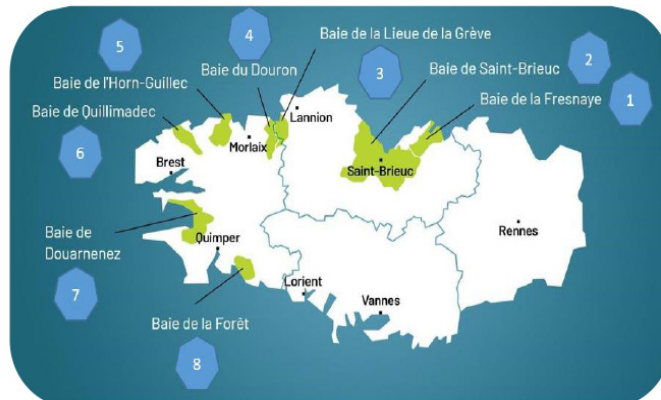 5
4
Baie de la Lieue de la Grève
2
Baie de l'Horn-Guillec
Baie du Douron
3
Baie de Saint-Brieuc
Baie de Quillimadec
Lannion
Baie de la Fresnaye
1
6
Brest
Morlaix
Saint-Brieuc
Baie de
Douarnenez
Quimper
Rennes
7
Lorient
Vannes
Baie de la Forêt
8